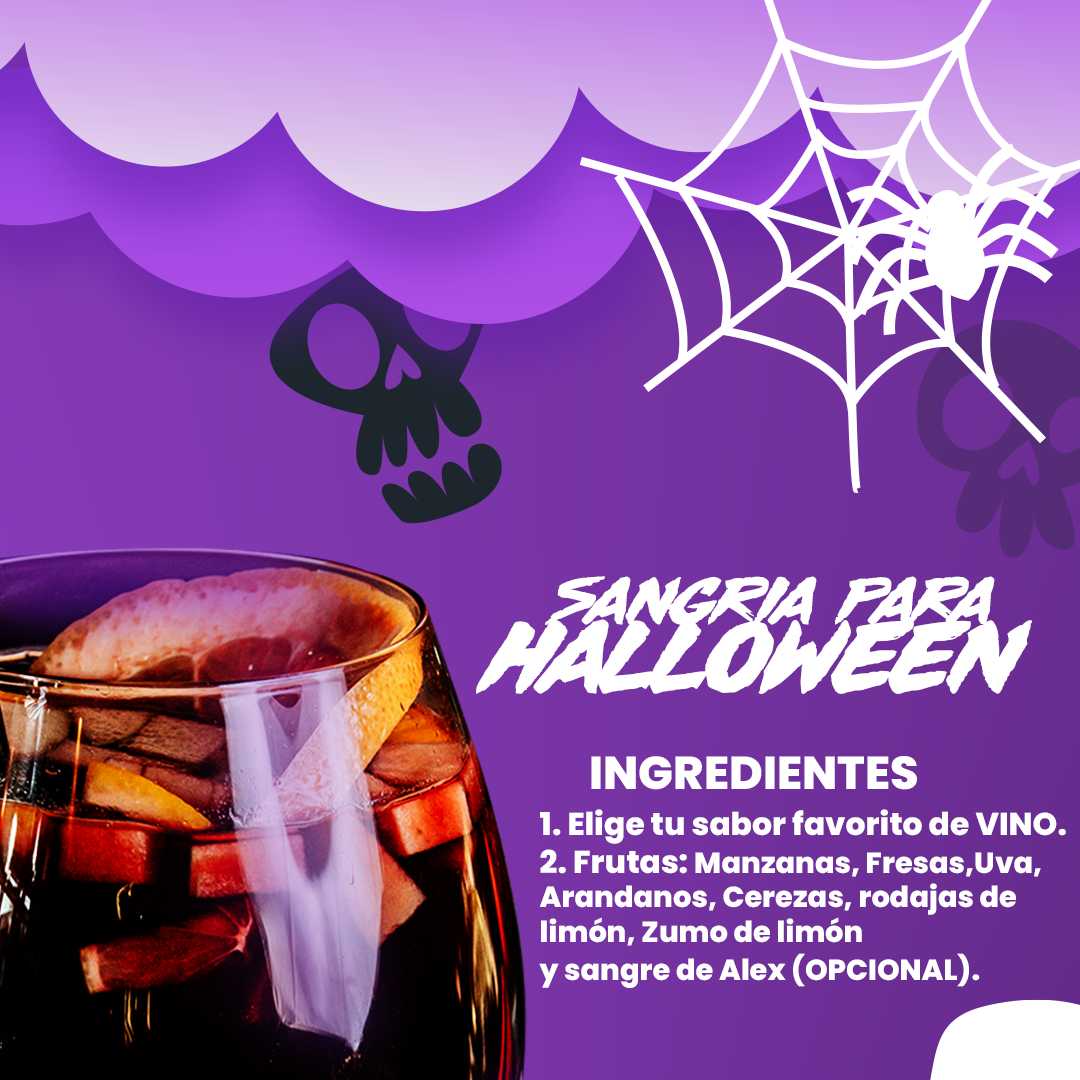 SANGRIA PARA
HALLOWEEN
INGREDIENTES
1. Elige tu sabor favorito de VINO.
2. Frutas: Manzanas, Fresas,Uva,
Arandanos, Cerezas, rodajas de
limón, Zumo de limón
y sangre de Alex (OPCIONAL).